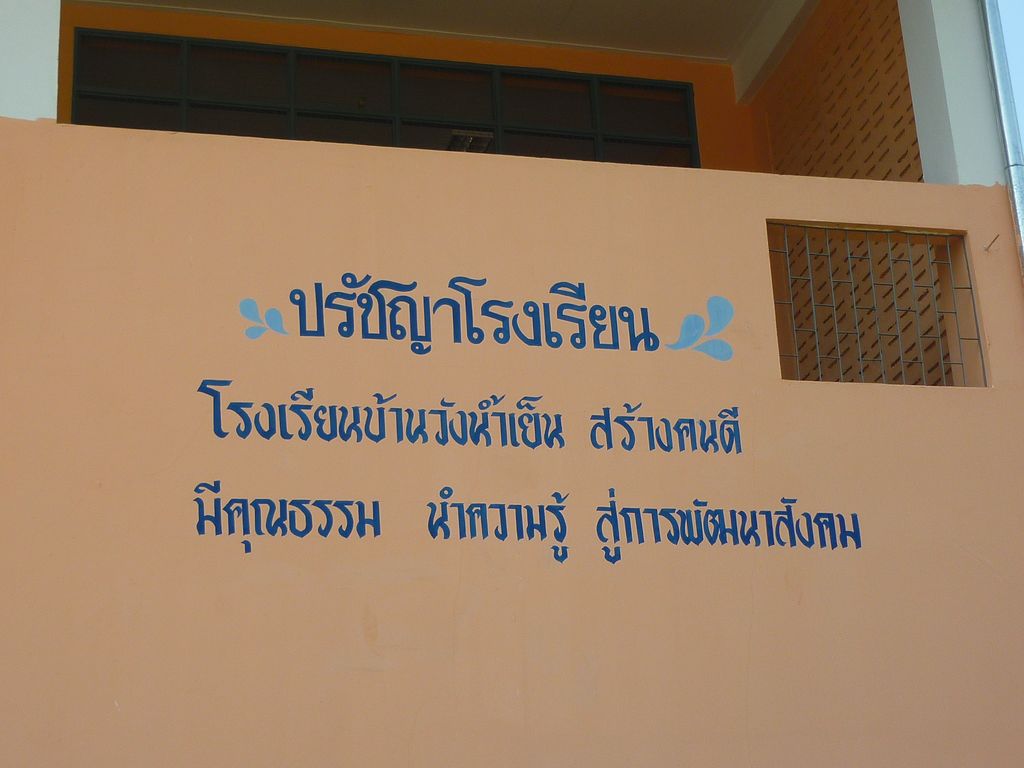 ปรัชญาโรงเรียน
โรงเรียนบ้านวังน้ำเย็น สร้างคนดี
มีคุณธรรม นำความรู้ สู่การพัฒนาสังคม